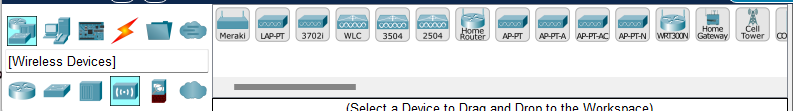 [Wireless Devices]
Meraki LAP-PT 3702i WLC 3504 2504 Home Router AP-PT AP-PT-A AP-PT-AC AP-PT-N WRT300N Home Gateway Cell Tower CO
(Select a Device to Drag and Drop to the Workspace)